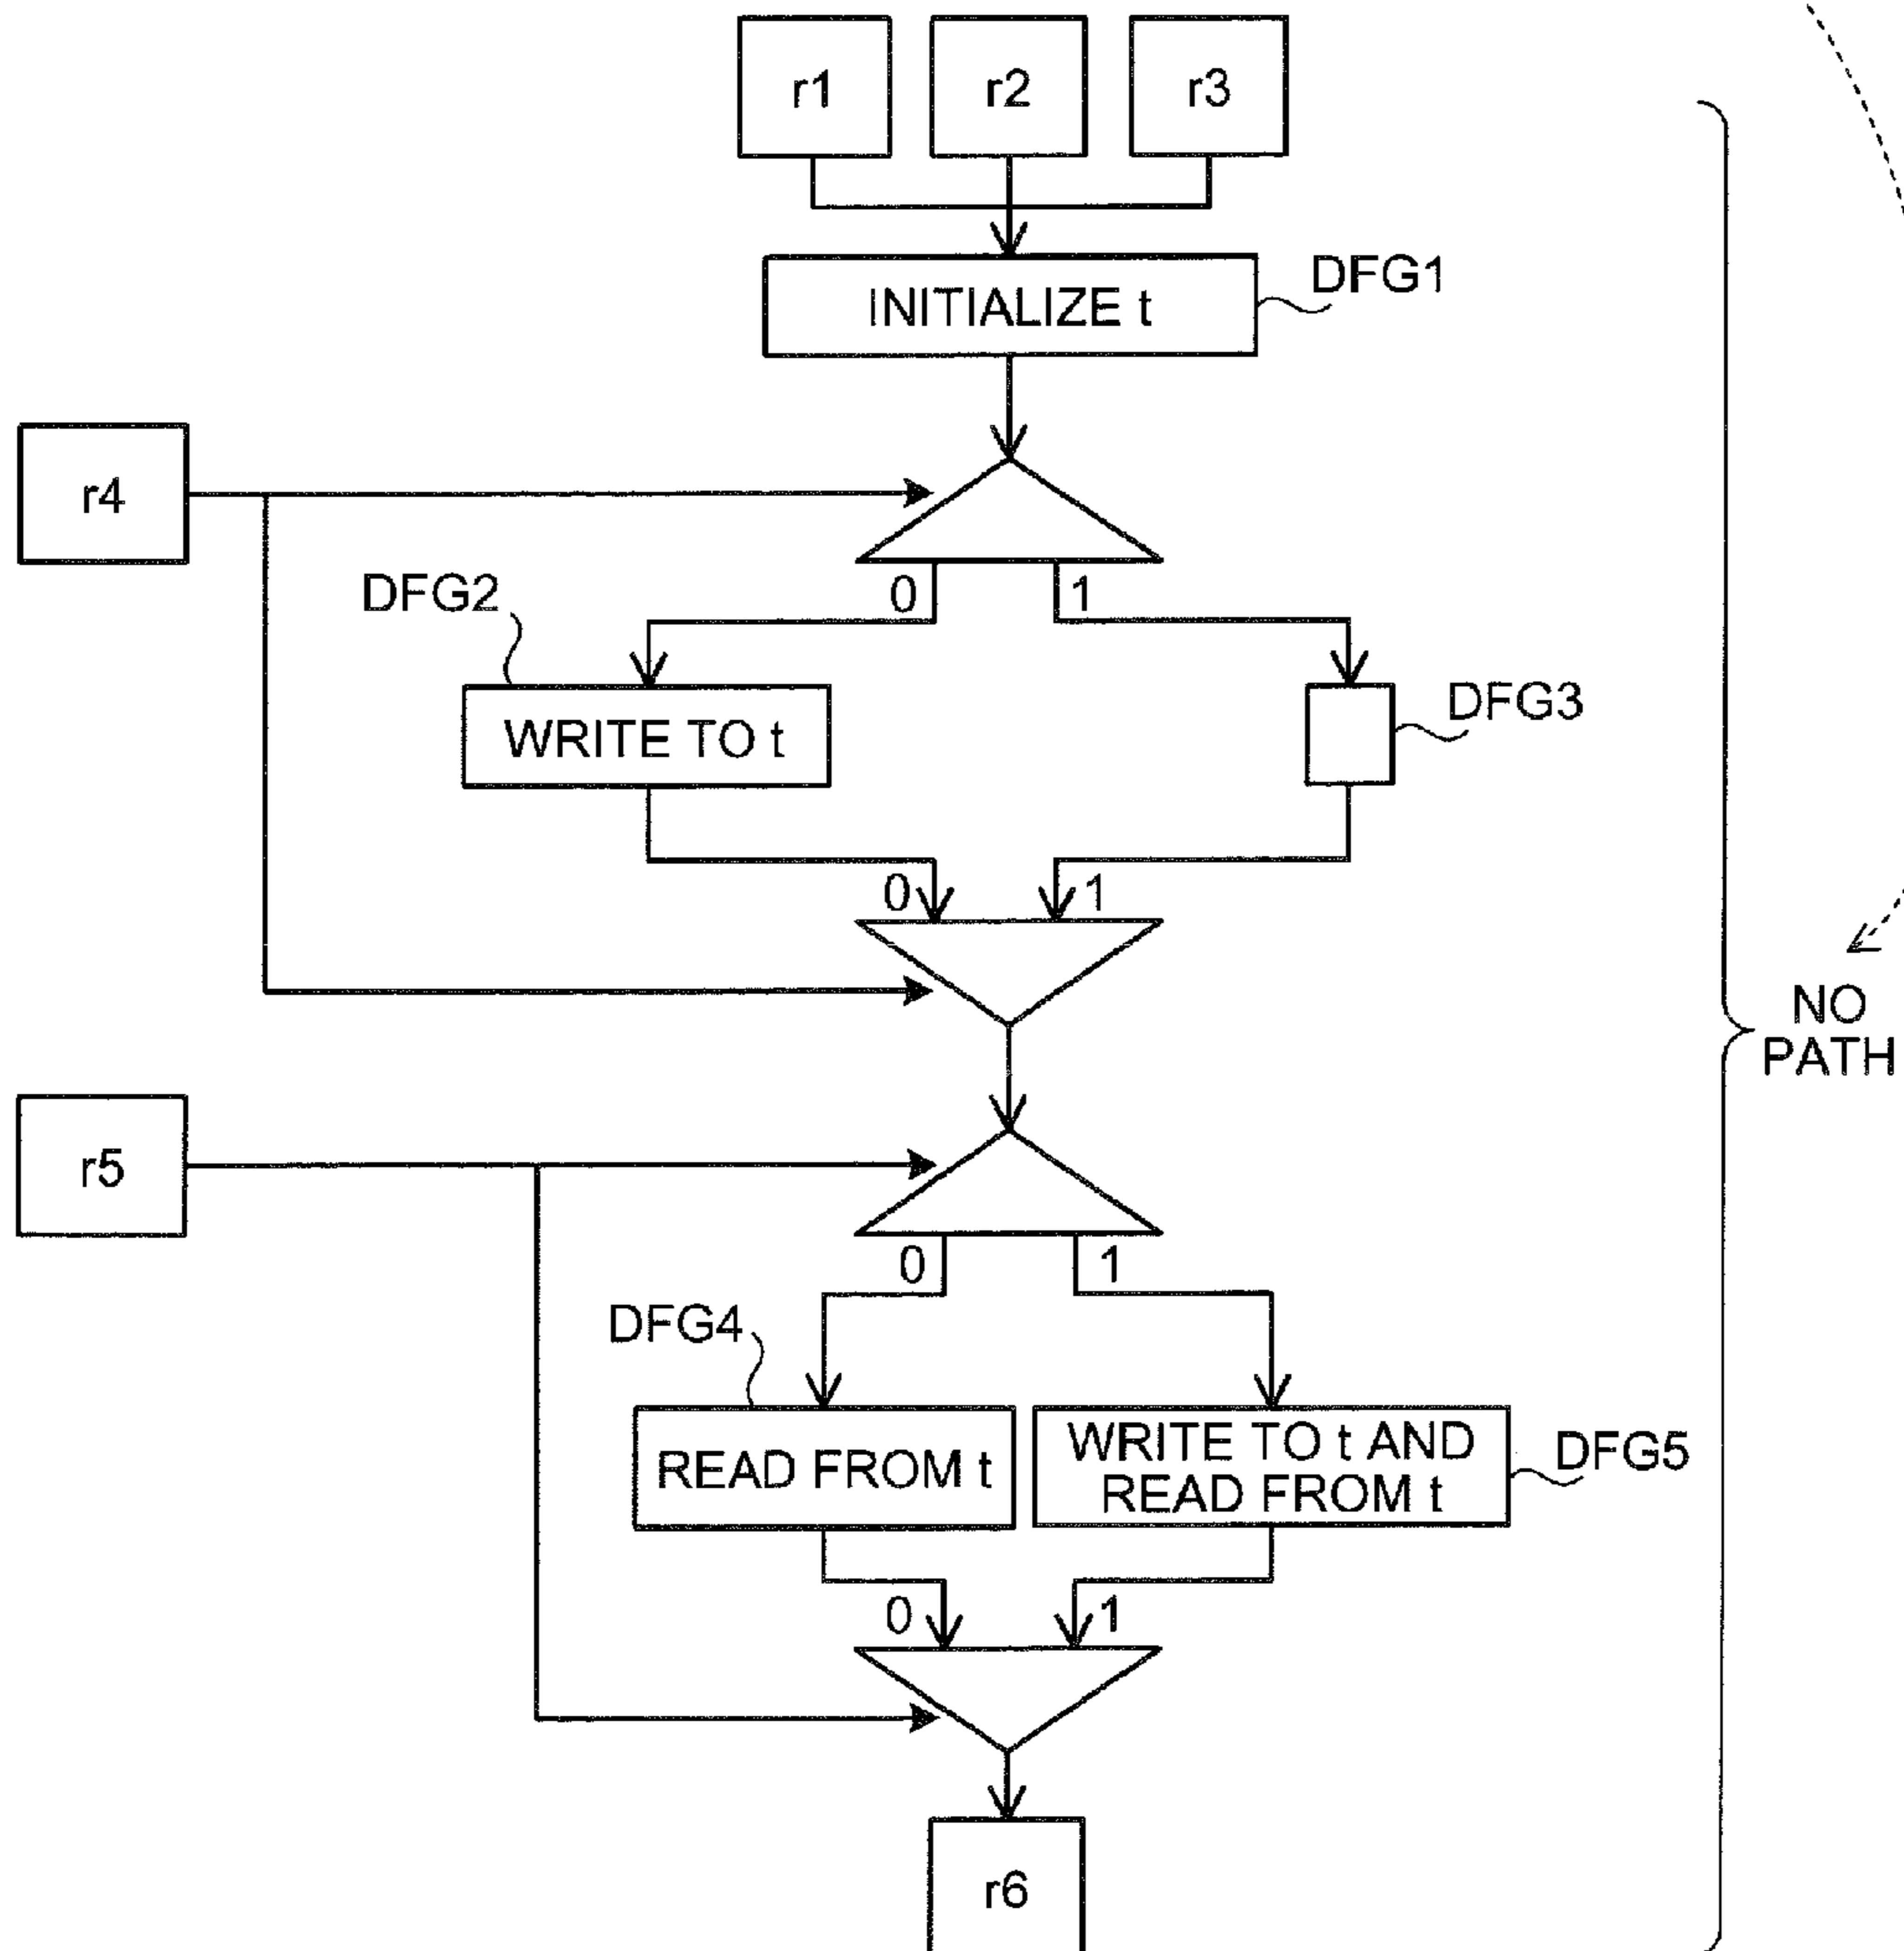 r1
r2
r3
INITIALIZE t
DFG1
r4
0
1
DFG2
DFG3
WRITE TO t
0
1
NO
PATH
r5
0
1
DFG4
READ FROM t
WRITE TO t AND
READ FROM t
DFG5
0
1
r6